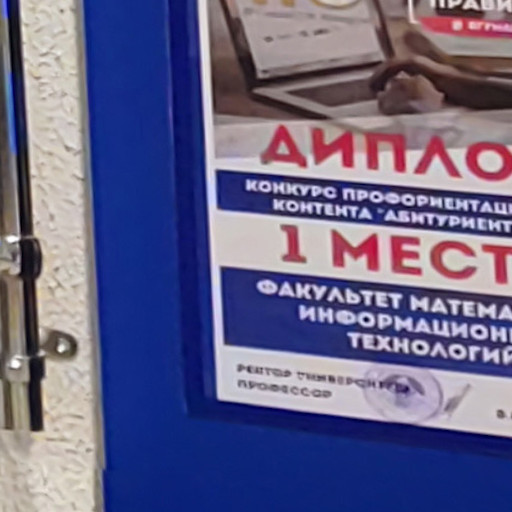 ПРАВИ
ДИПЛО
КОНКУРС ПРОФОРИЕНТАЦ
КОНТЕНТА "АБИТУРИЕНТ
1 МЕСТ
ФАКУЛЬТЕТ МАТЕМА
ИНФОРМАЦИОН
ТЕХНОЛОГИЙ
РЕКТОР УНИВЕРСИТЕТА
ПРОФЕССОР